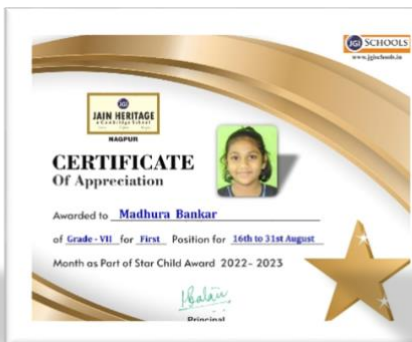 JGI SCHOOLS
www.jgischools.in
JGI
JAIN HERITAGE
a Cambridge School
NAGPUR
CERTIFICATE
Of Appreciation
Awarded to Madhura Bankar
of Grade - VII for First Position for 16th to 31st August
Month as Part of Star Child Award 2022- 2023
Principal